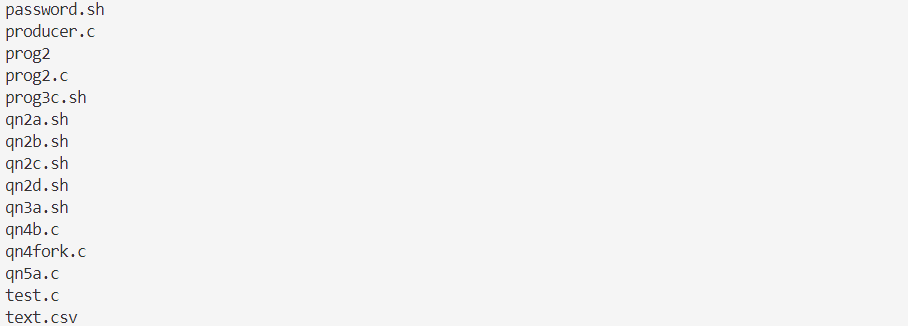 password.sh
producer.c
prog2
prog2.c
prog3c.sh
qn2a.sh
qn2b.sh
qn2c.sh
qn2d.sh
qn3a.sh
qn4b.c
qn4fork.c
qn5a.c
test.c
text.csv